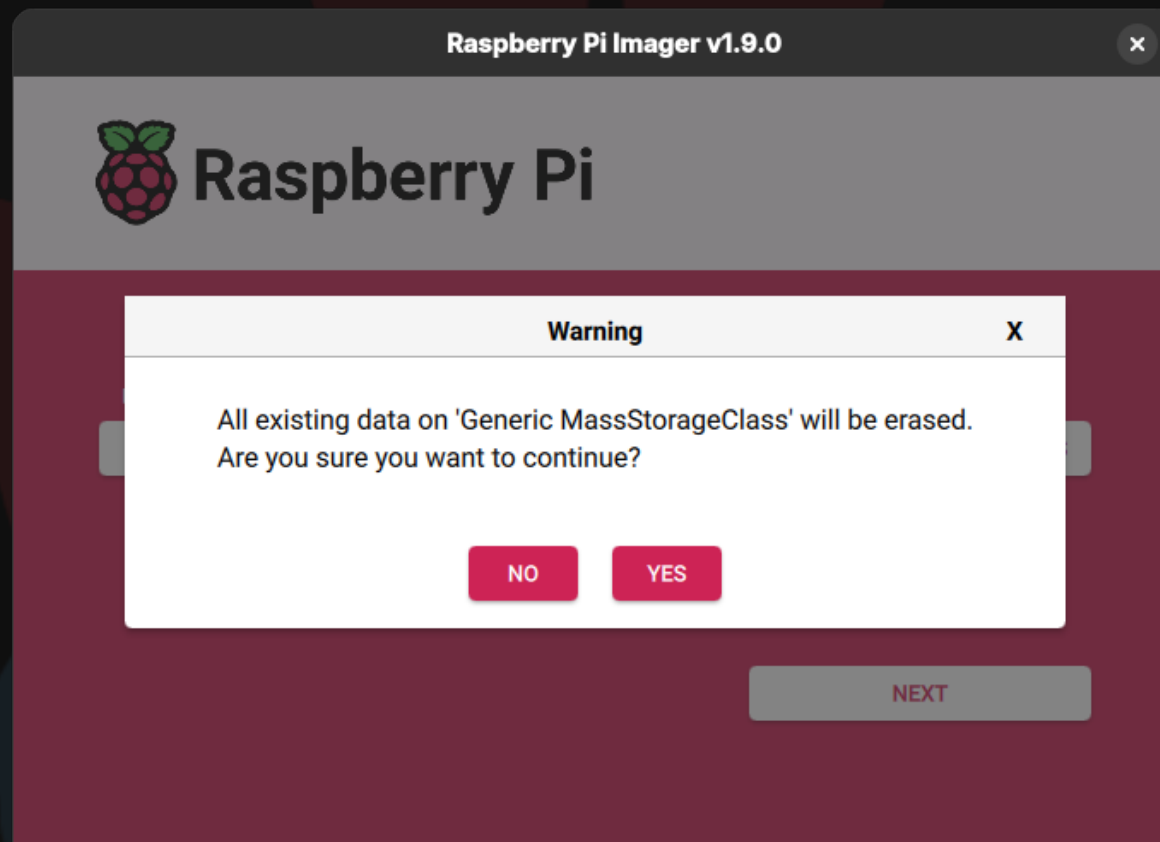 Raspberry Pi Imager v1.9.0
Raspberry Pi
Warning
X
All existing data on 'Generic MassStorageClass' will be erased.
Are you sure you want to continue?
NO
YES
NEXT